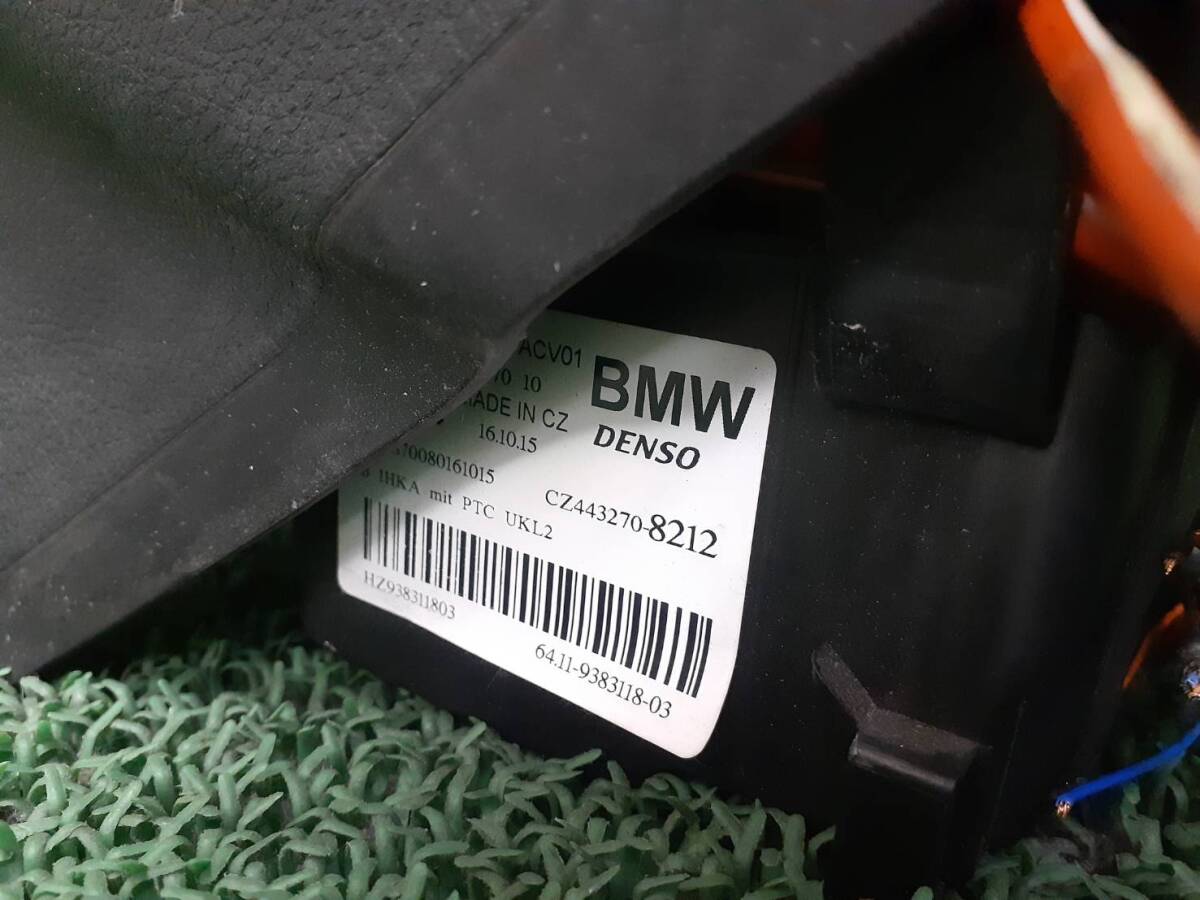 ACV01
BMW
70 10
MADE IN CZ
DENSO
16.10.15
70080161015
CZ443270-8212
IHKA mit PTC UKL2
HZ938311803
64.11-9383118-03